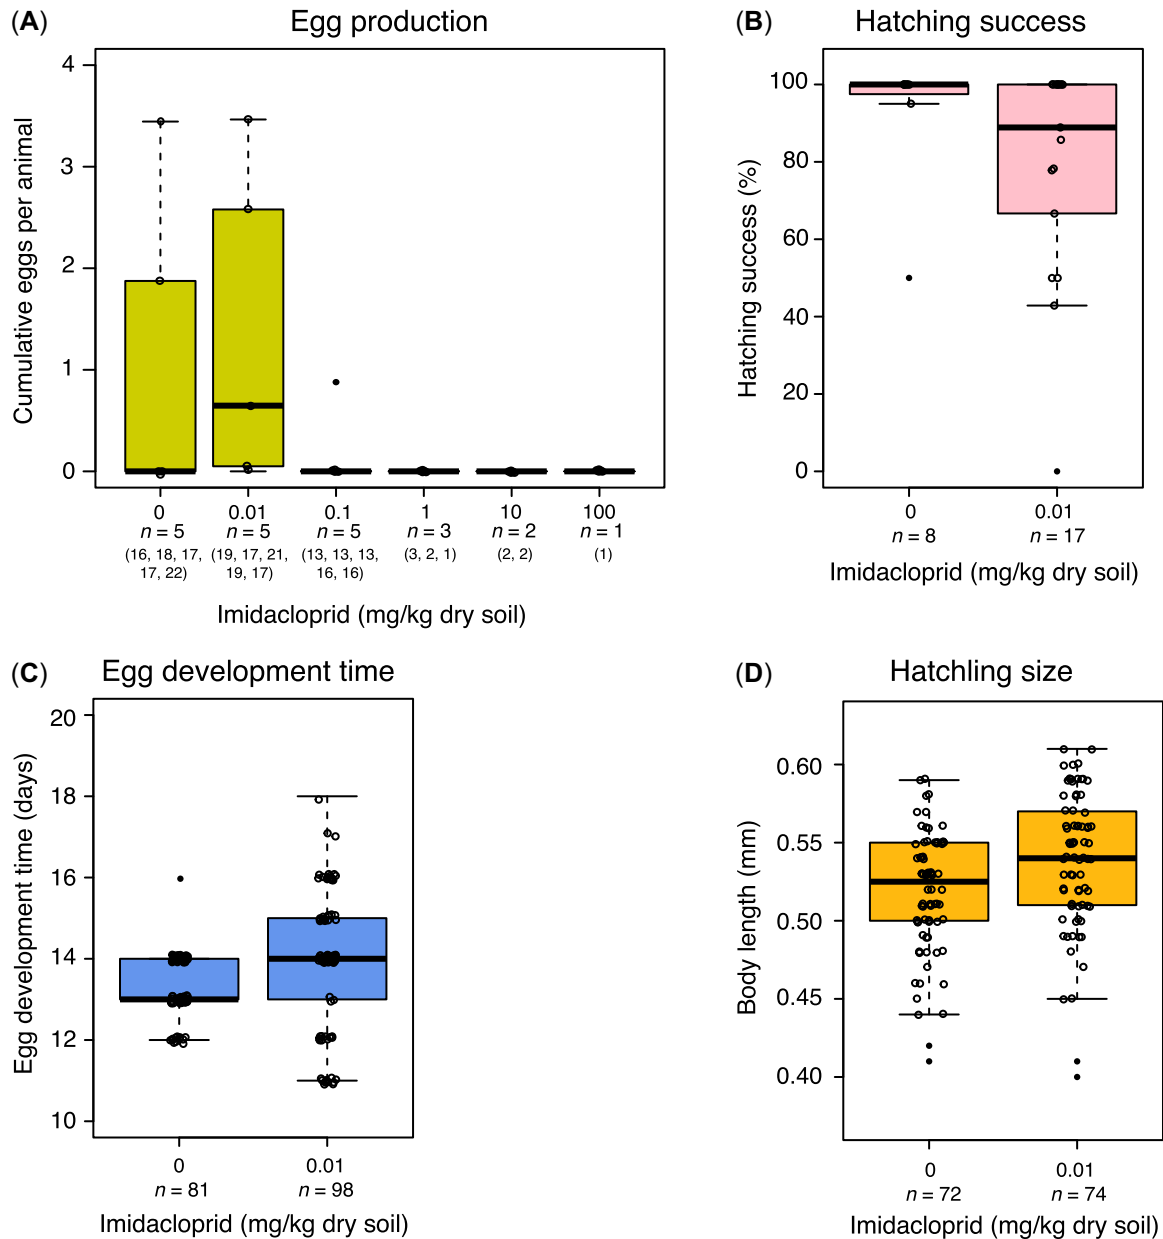 (A) Egg production
Cumulative eggs per animal
4
3
2
1
0
0 0.01 0.1 1 10 100
n = 5 n = 5 n = 5 n = 3 n = 2 n = 1
(16, 18, 17, (19, 17, 21, (13, 13, 13, (3, 2, 1) (2, 2) (1)
17, 22) 19, 17) 16, 16)
Imidacloprid (mg/kg dry soil)
(B) Hatching success
Hatching success (%)
100
80
60
40
20
0
0 0.01
n = 8 n = 17
Imidacloprid (mg/kg dry soil)
(C) Egg development time
Egg development time (days)
20
18
16
14
12
10
0 0.01
n = 81 n = 98
Imidacloprid (mg/kg dry soil)
(D) Hatchling size
Body length (mm)
0.60
0.55
0.50
0.45
0.40
0 0.01
n = 72 n = 74
Imidacloprid (mg/kg dry soil)